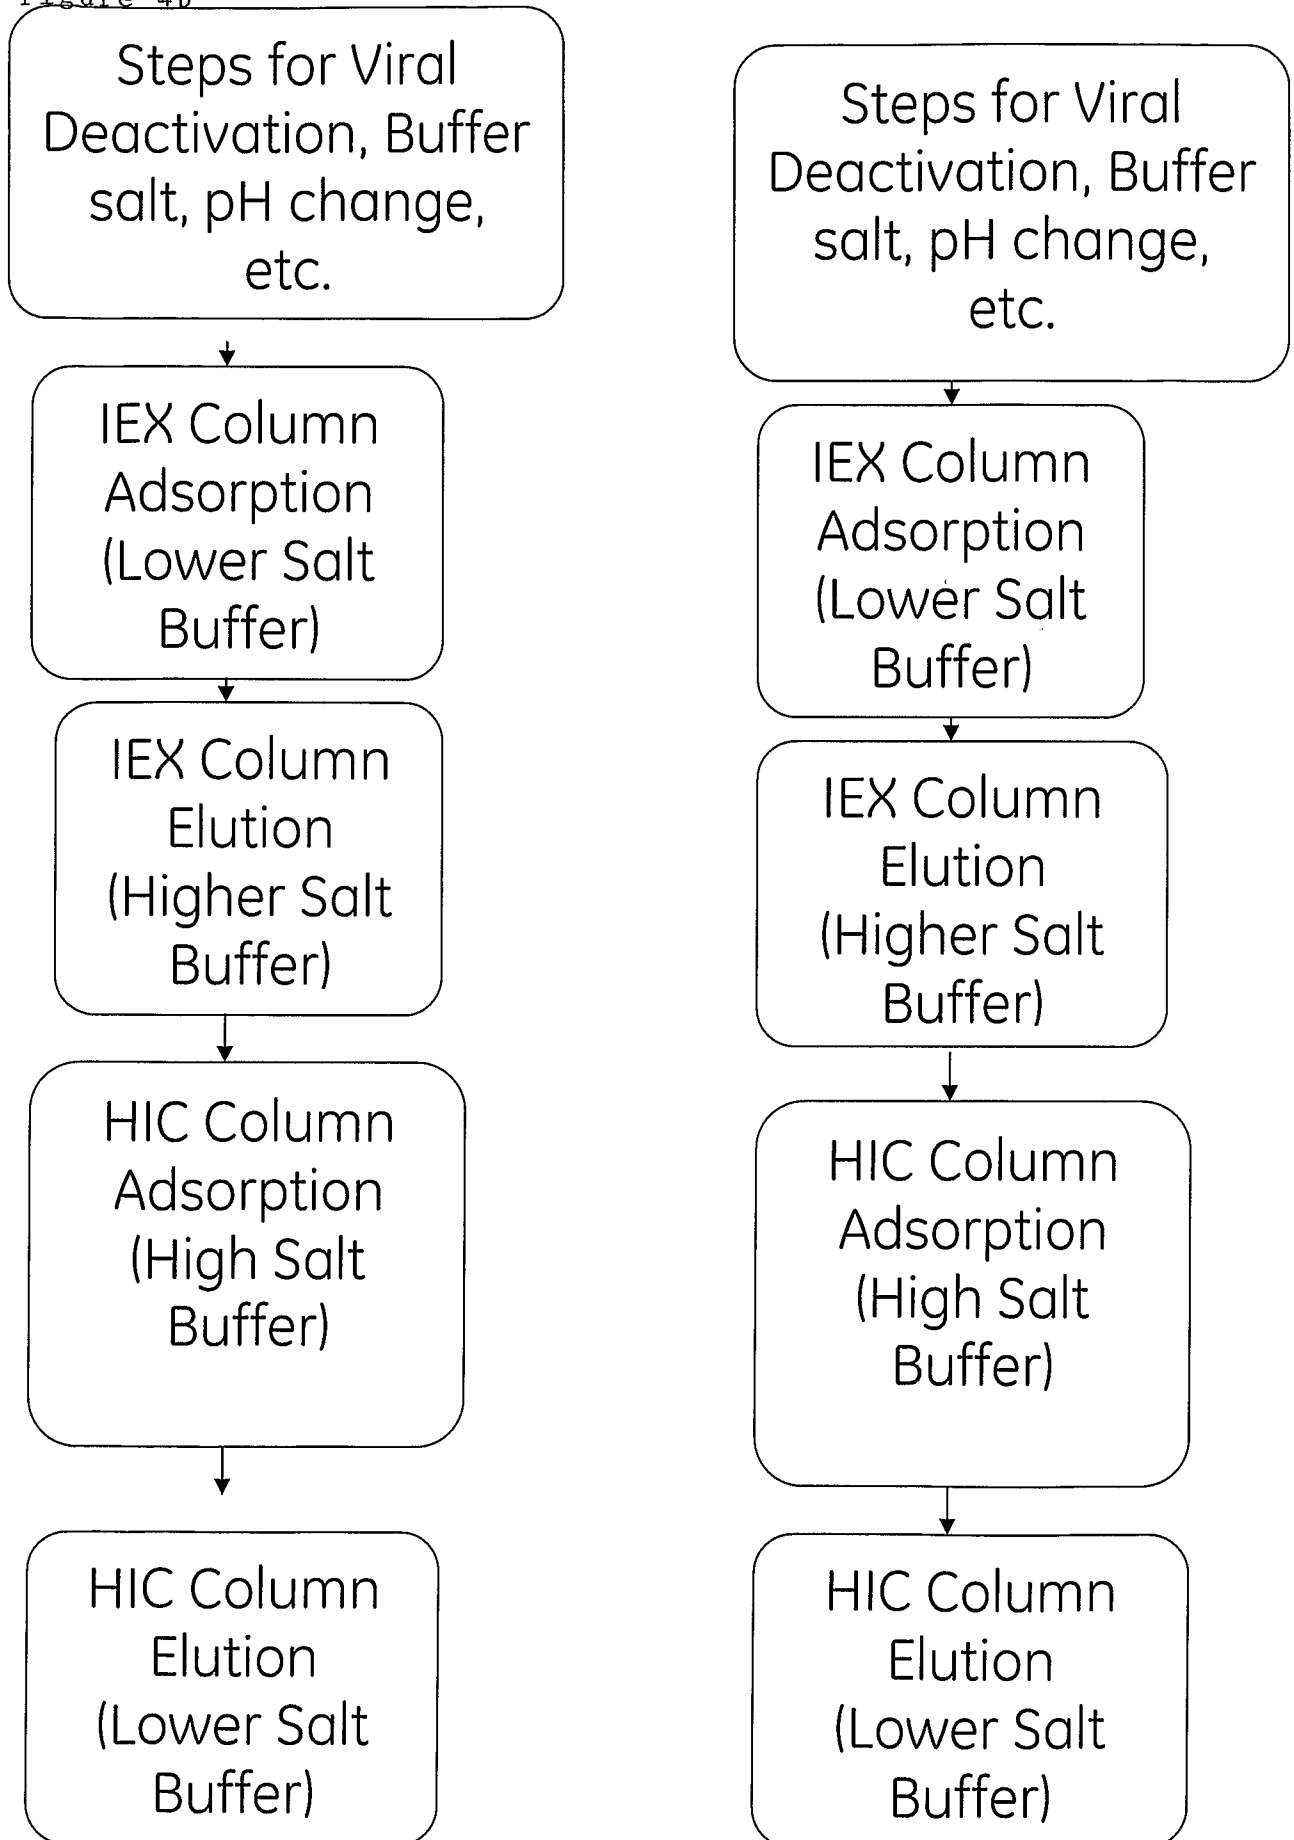 Figure 4b
Steps for Viral
Deactivation, Buffer
salt, pH change,
etc.
IEX Column
Adsorption
(Lower Salt
Buffer)
IEX Column
Elution
(Higher Salt
Buffer)
HIC Column
Adsorption
(High Salt
Buffer)
HIC Column
Elution
(Lower Salt
Buffer)
Steps for Viral
Deactivation, Buffer
salt, pH change,
etc.
IEX Column
Adsorption
(Lower Salt
Buffer)
IEX Column
Elution
(Higher Salt
Buffer)
HIC Column
Adsorption
(High Salt
Buffer)
HIC Column
Elution
(Lower Salt
Buffer)